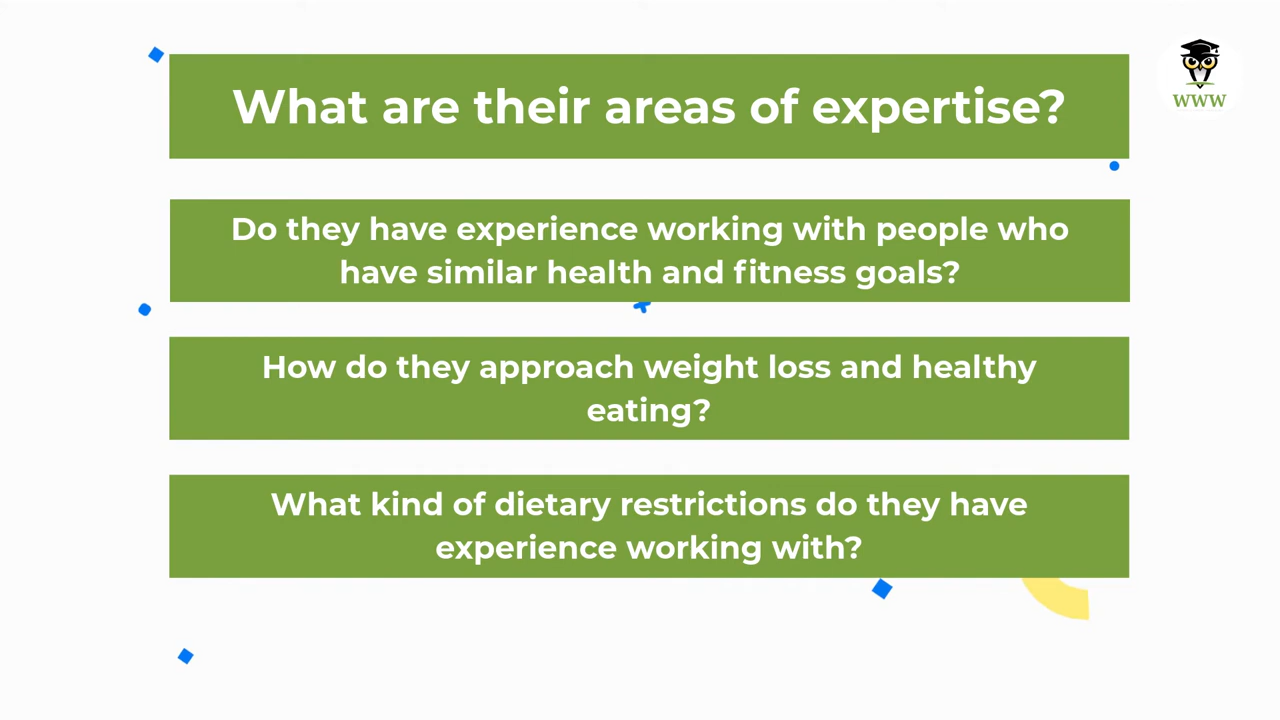 What are their areas of expertise?
WWW
Do they have experience working with people who
have similar health and fitness goals?
How do they approach weight loss and healthy
eating?
What kind of dietary restrictions do they have
experience working with?